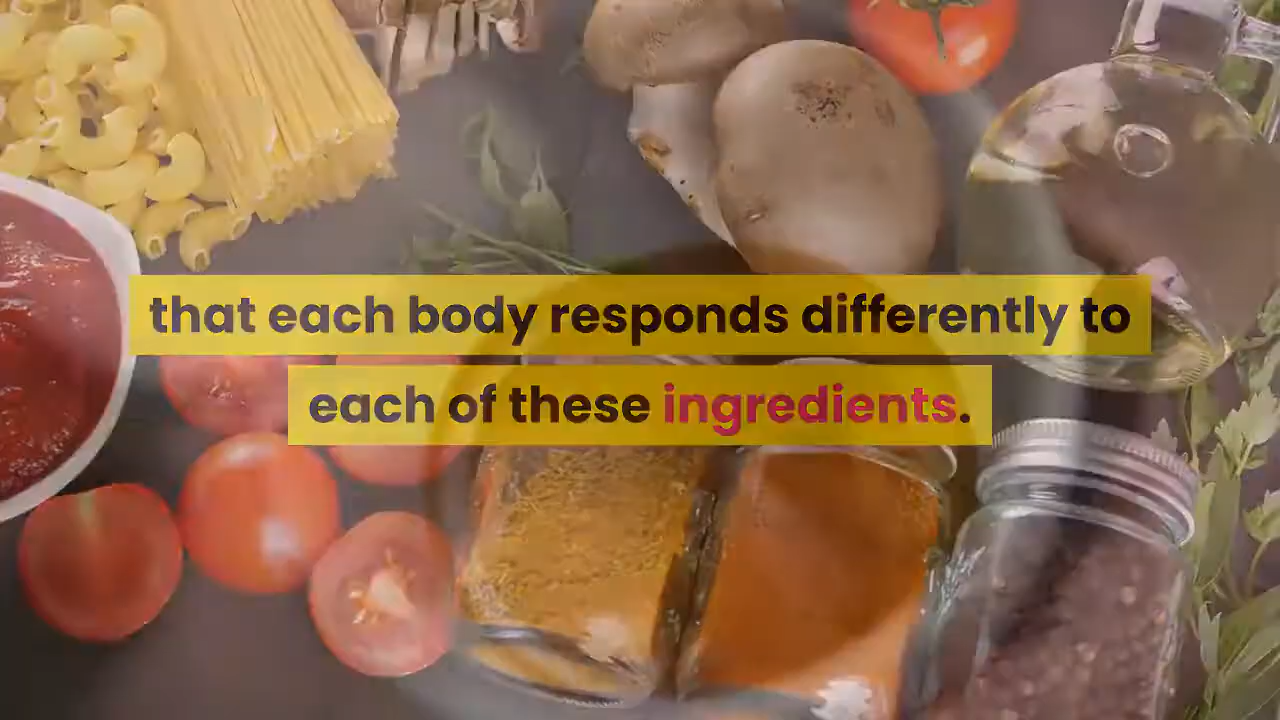 that each body responds differently to
each of these ingredients.